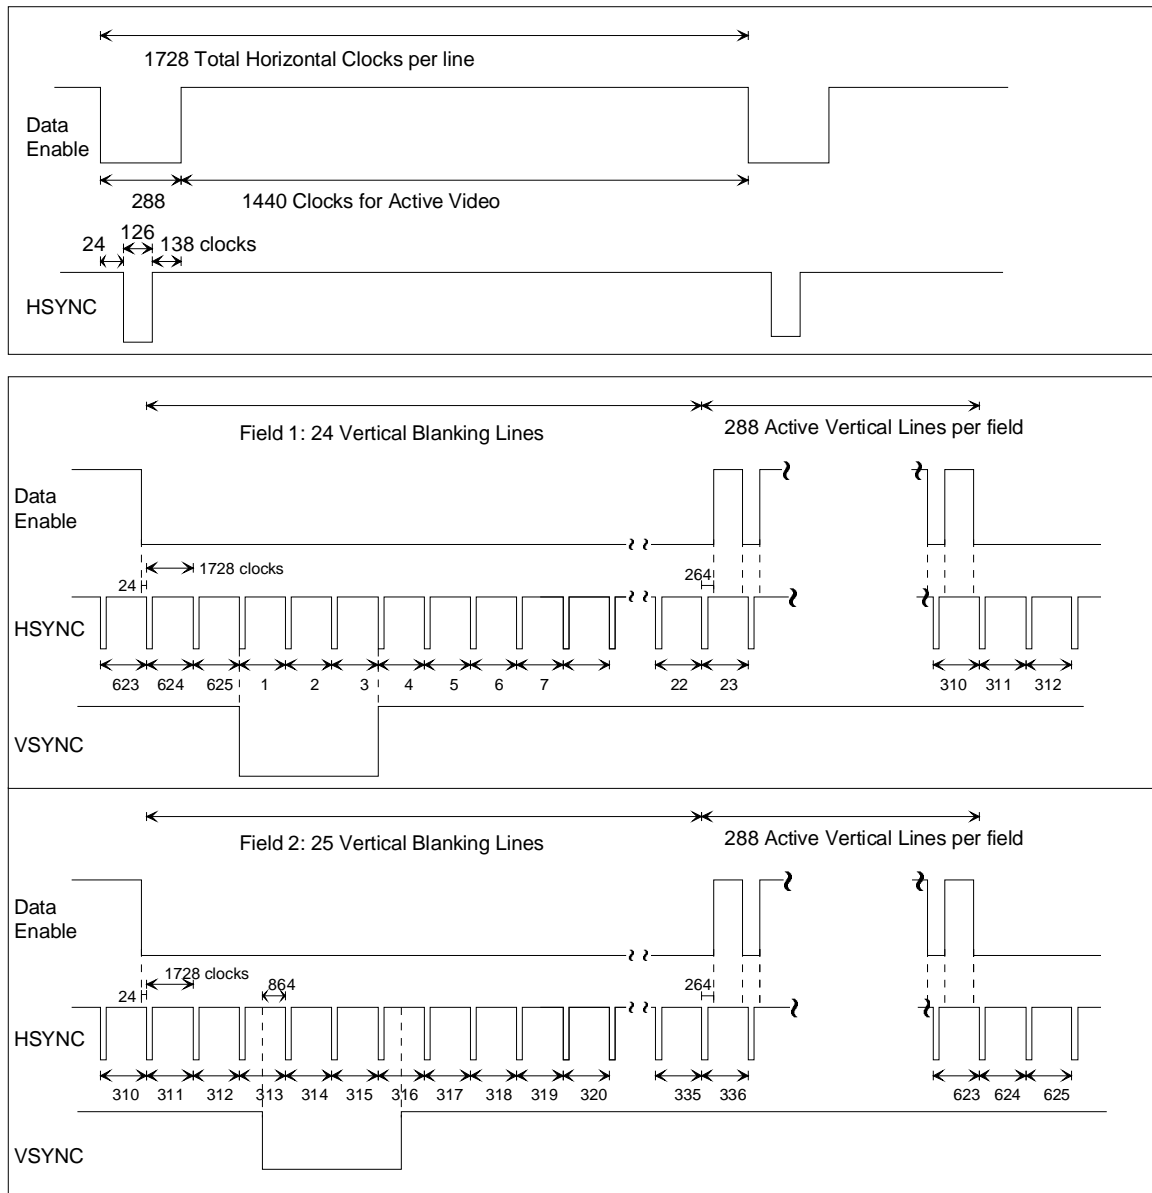 1728 Total Horizontal Clocks per line
Data
Enable
288
1440 Clocks for Active Video
126
24
138 clocks
HSYNC
Field 1: 24 Vertical Blanking Lines
288 Active Vertical Lines per field
Data
Enable
24
1728 clocks
264
HSYNC
623 624 625 1 2 3 4 5 6 7 22 23 310 311 312
VSYNC
Field 2: 25 Vertical Blanking Lines
288 Active Vertical Lines per field
Data
Enable
24
1728 clocks
864
264
HSYNC
310 311 312 313 314 315 316 317 318 319 320 335 336 623 624 625
VSYNC